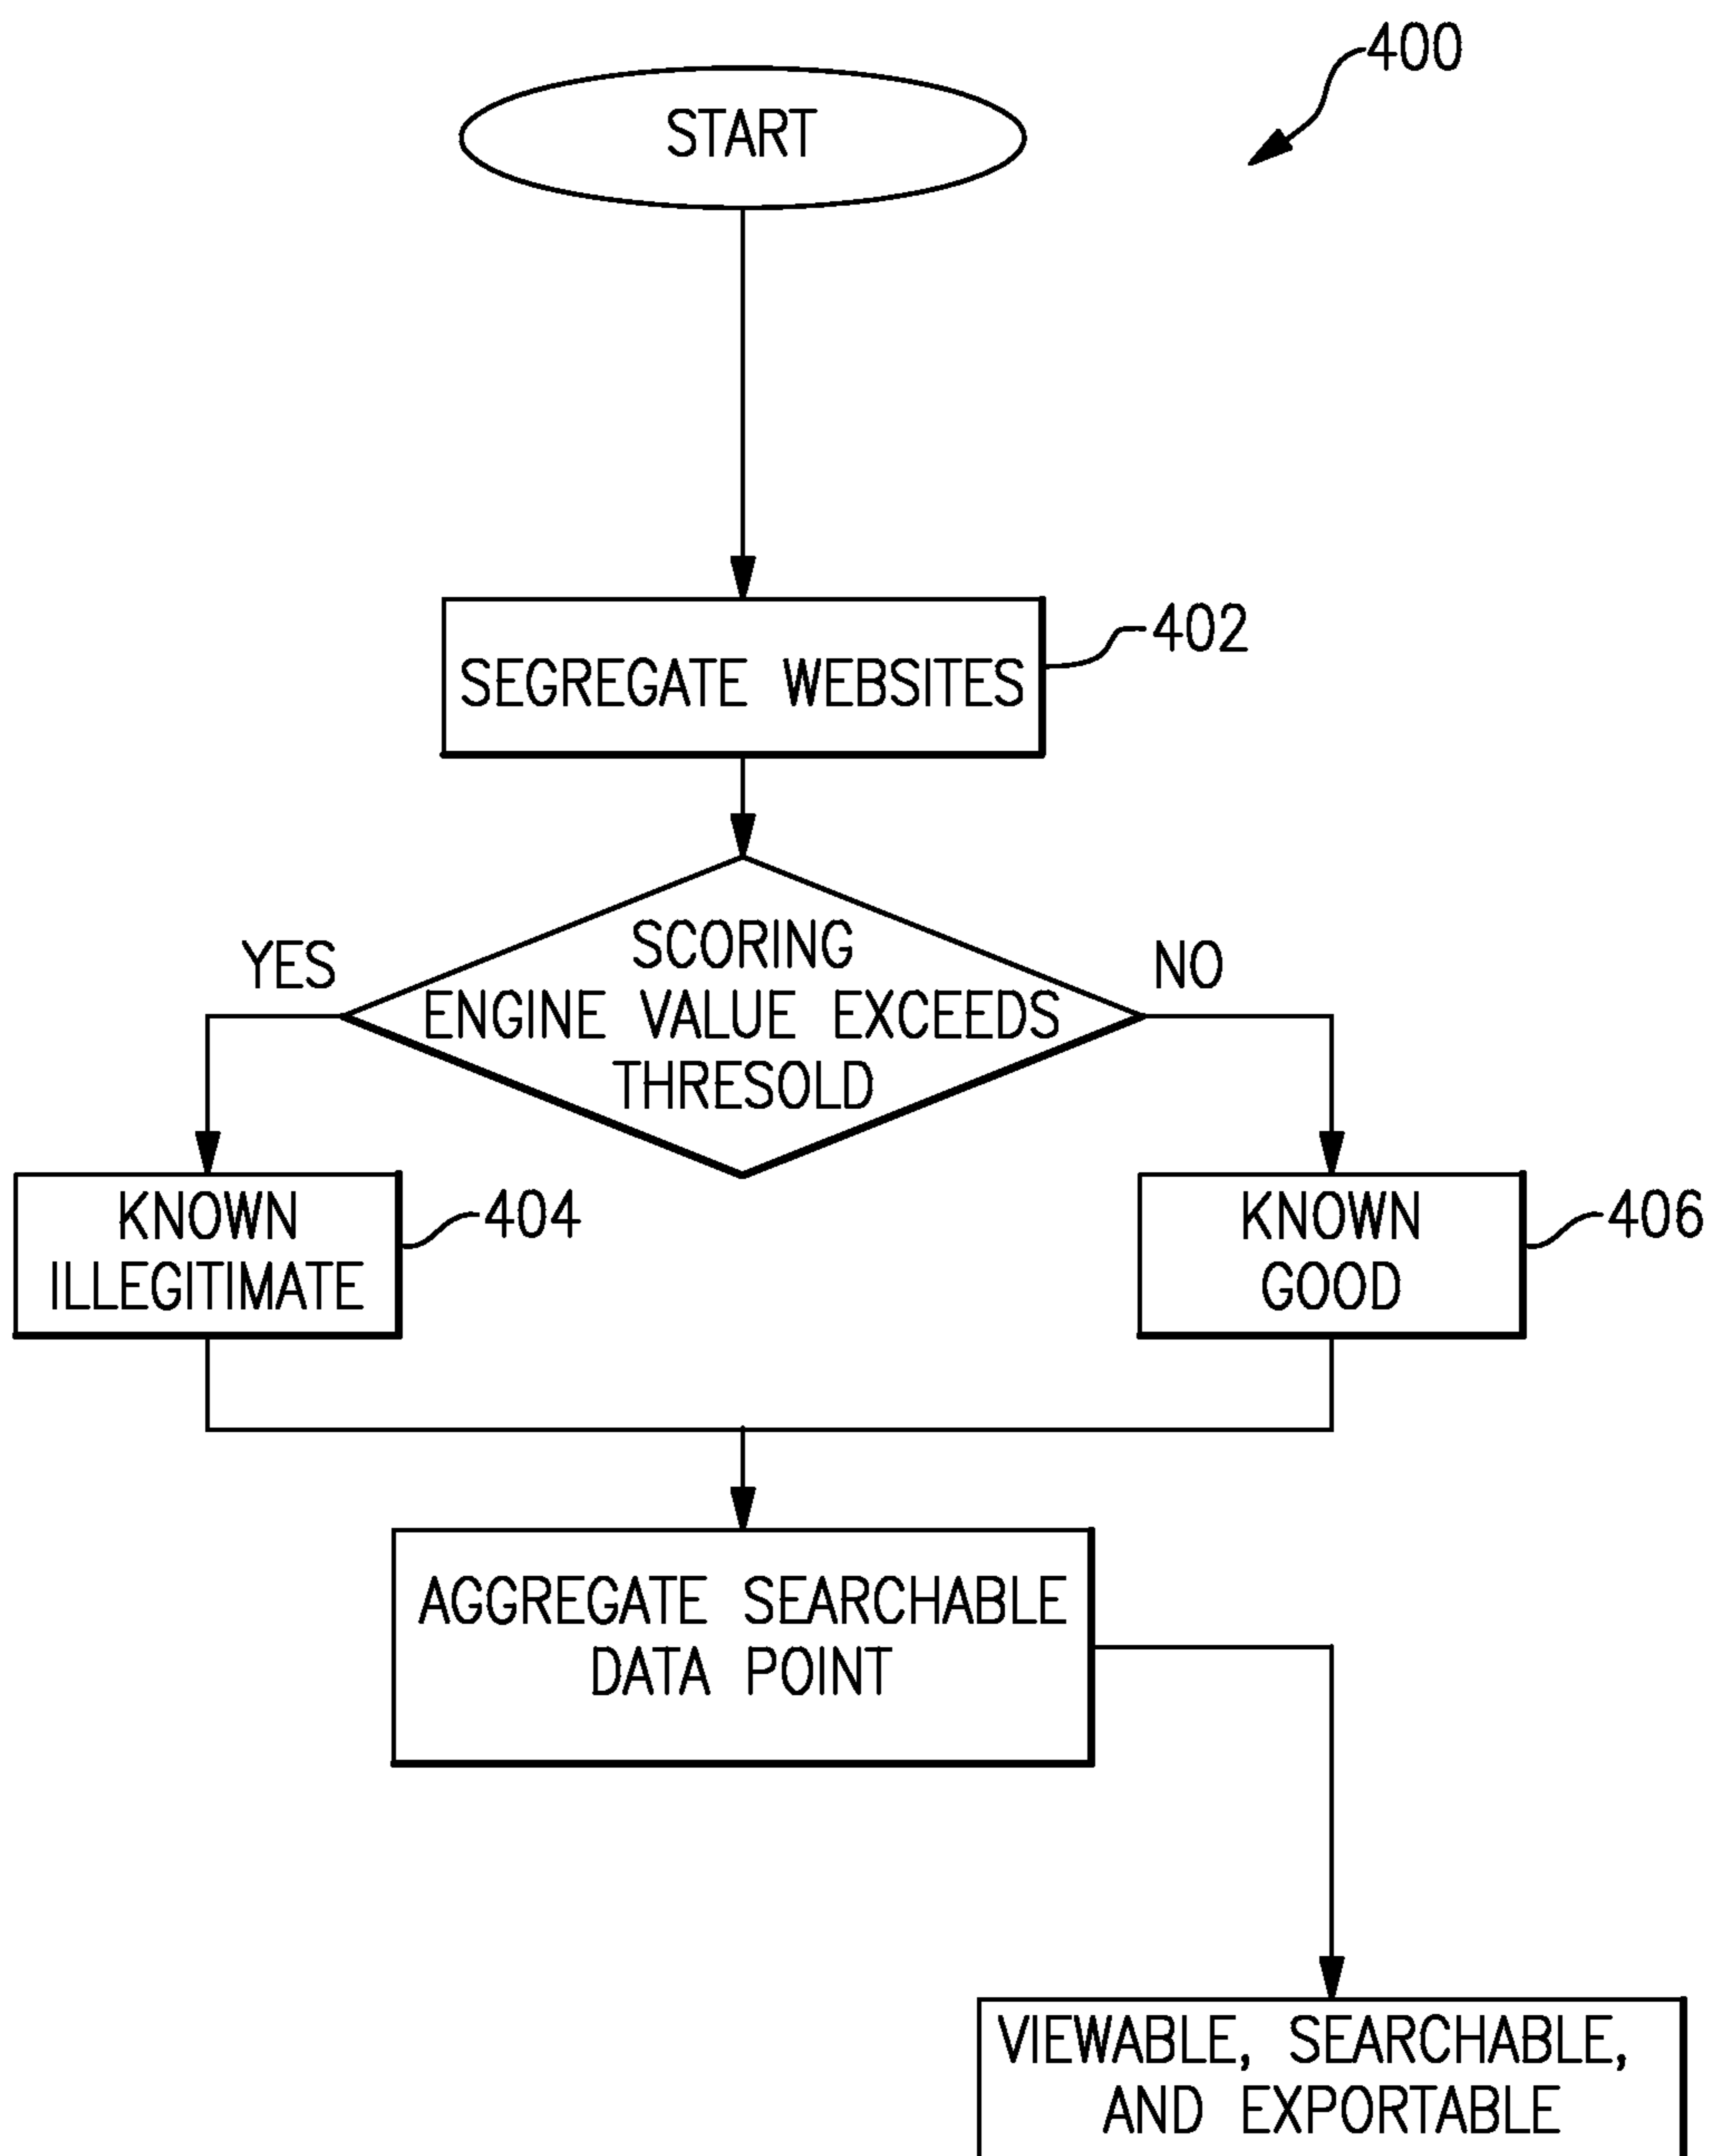 400
START
402
SEGREGATE WEBSITES
SCORING
ENGINE VALUE EXCEEDS
THRESOLD
YES
NO
KNOWN
ILLEGITIMATE
404
KNOWN
GOOD
406
AGGREGATE SEARCHABLE
DATA POINT
VIEWABLE, SEARCHABLE,
AND EXPORTABLE